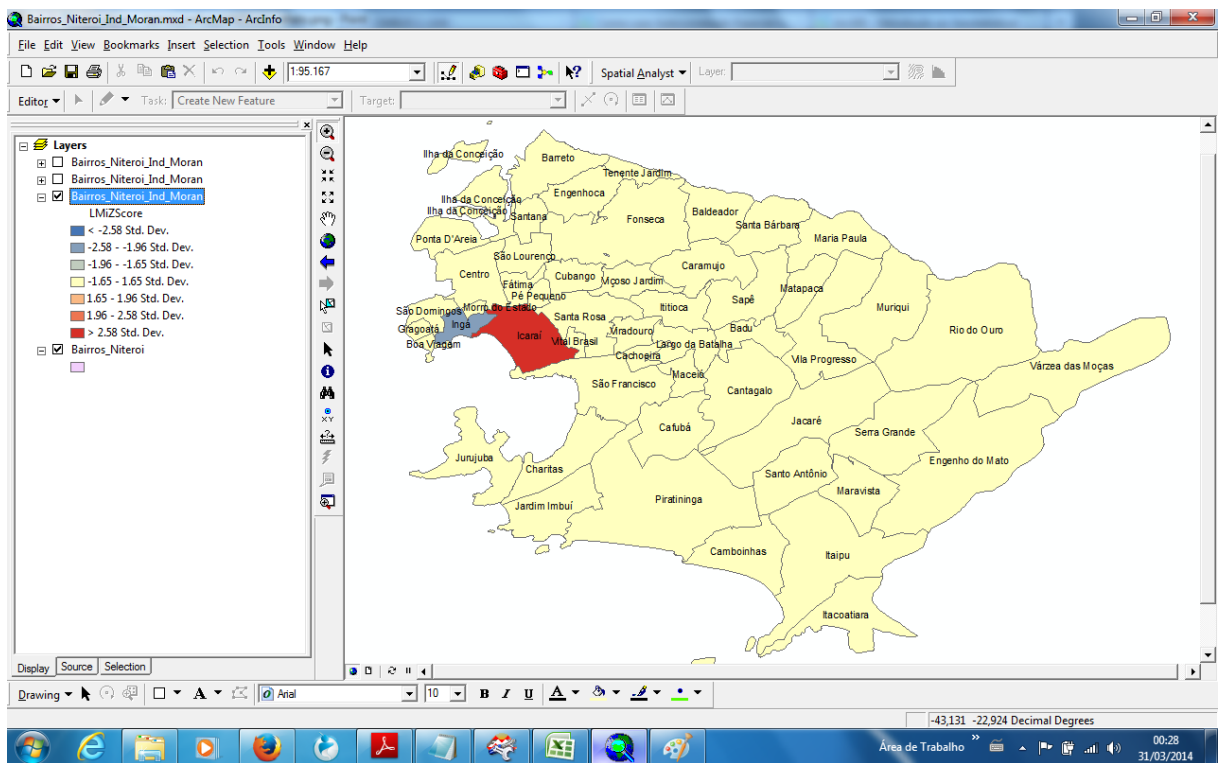 Bairros_Niteroi_Ind_Moran.mxd - ArcMap - ArcInfo
File Edit View Bookmarks Insert Selection Tools Window Help
1:95.167 Spatial Analyst Layer:
Editor Task: Create New Feature Target:
Layers
Bairros_Niteroi_Ind_Moran
Bairros_Niteroi_Ind_Moran
Bairros_Niteroi_Ind_Moran
LMiZScore
< -2.58 Std. Dev.
-2.58 - -1.96 Std. Dev.
-1.96 - -1.65 Std. Dev.
-1.65 - 1.65 Std. Dev.
1.65 - 1.96 Std. Dev.
1.96 - 2.58 Std. Dev.
> 2.58 Std. Dev.
Bairros_Niteroi
Ilha da Conceição
Barreto
Tenente Jardim
Engenhoca
Ilha da Conceição
Ilha da Conceição
Santana
Fonseca
Baldeador
Santa Bárbara
Maria Paula
Ponta D'Areia
São Lourenço
Centro
Fátima
Cubango
Viçoso Jardim
Caramujo
Matapaca
Pé Pequeno
São Domingos
Morro do Estado
Santa Rosa
Ititioca
Sapê
Muriqui
Gragoatá
Ingá
Icaraí
Vital Brasil
Viradouro
Badu
Rio do Ouro
Boa Viagem
Largo da Batalha
Cachoeira
Vila Progresso
Várzea das Moças
São Francisco
Maceió
Cantagalo
Cafubá
Jacaré
Serra Grande
Jurujuba
Charitas
Santo Antônio
Engenho do Mato
Maravista
Jardim Imbuí
Piratininga
Camboinhas
Itaipu
Itacoatiara
Display Source Selection
Drawing A Arial 10 B I U A
-43,131 -22,924 Decimal Degrees
Área de Trabalho » 00:28
31/03/2014